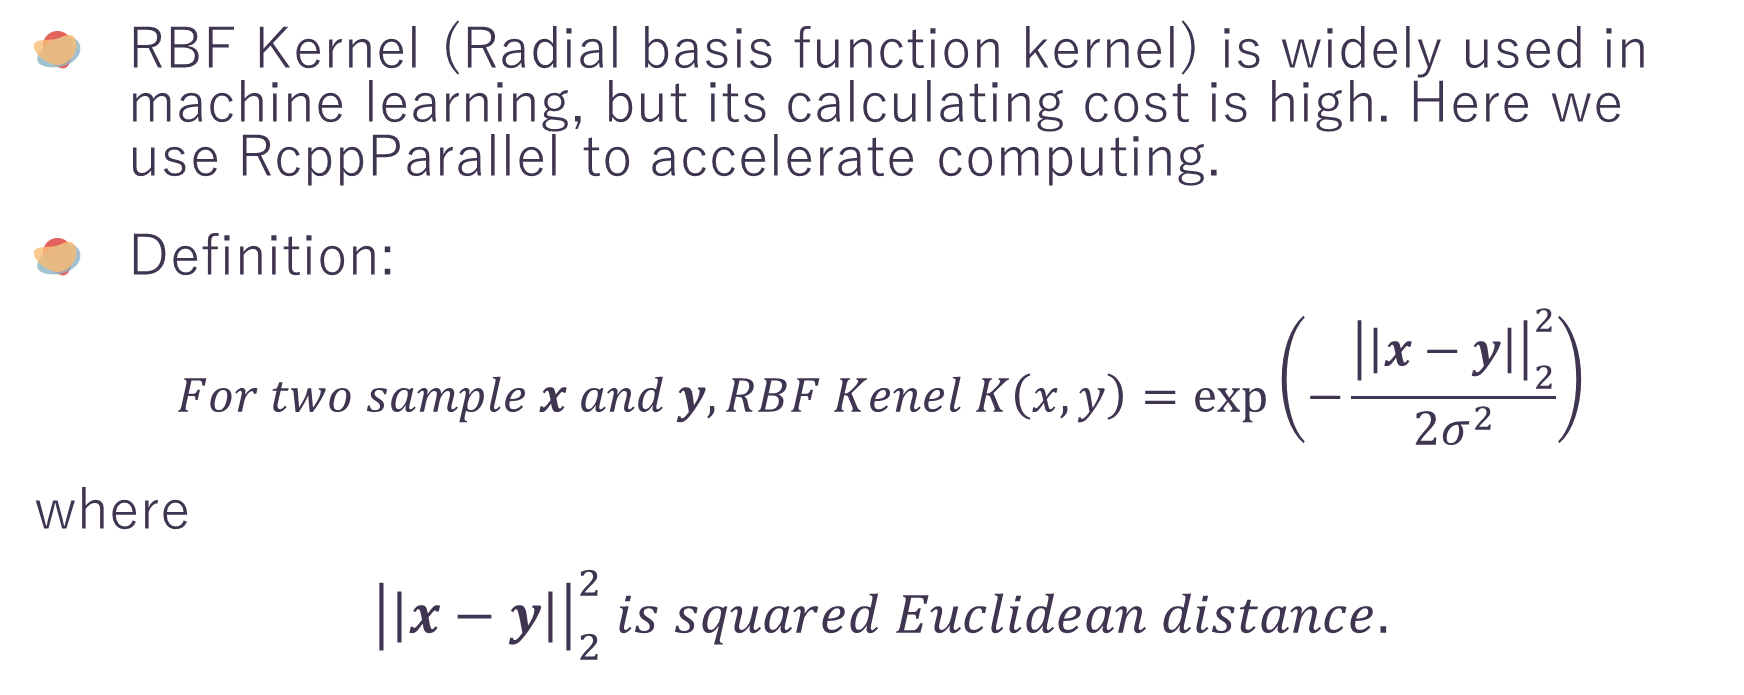 RBF Kernel (Radial basis function kernel) is widely used in
machine learning, but its calculating cost is high. Here we
use RcppParallel to accelerate computing.
Definition:
For two sample x and y, RBF Kenel K(x, y) = exp(−||x − y||₂² / 2σ²)
where
||x − y||₂² is squared Euclidean distance.